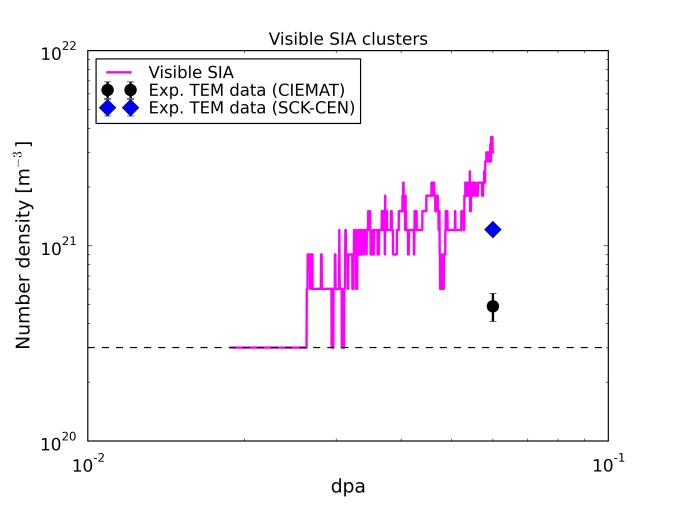 Visible SIA clusters
10^22
Visible SIA
Exp. TEM data (CIEMAT)
Exp. TEM data (SCK-CEN)
Number density [m^−3]
10^21
10^20
10^-2
10^-1
dpa